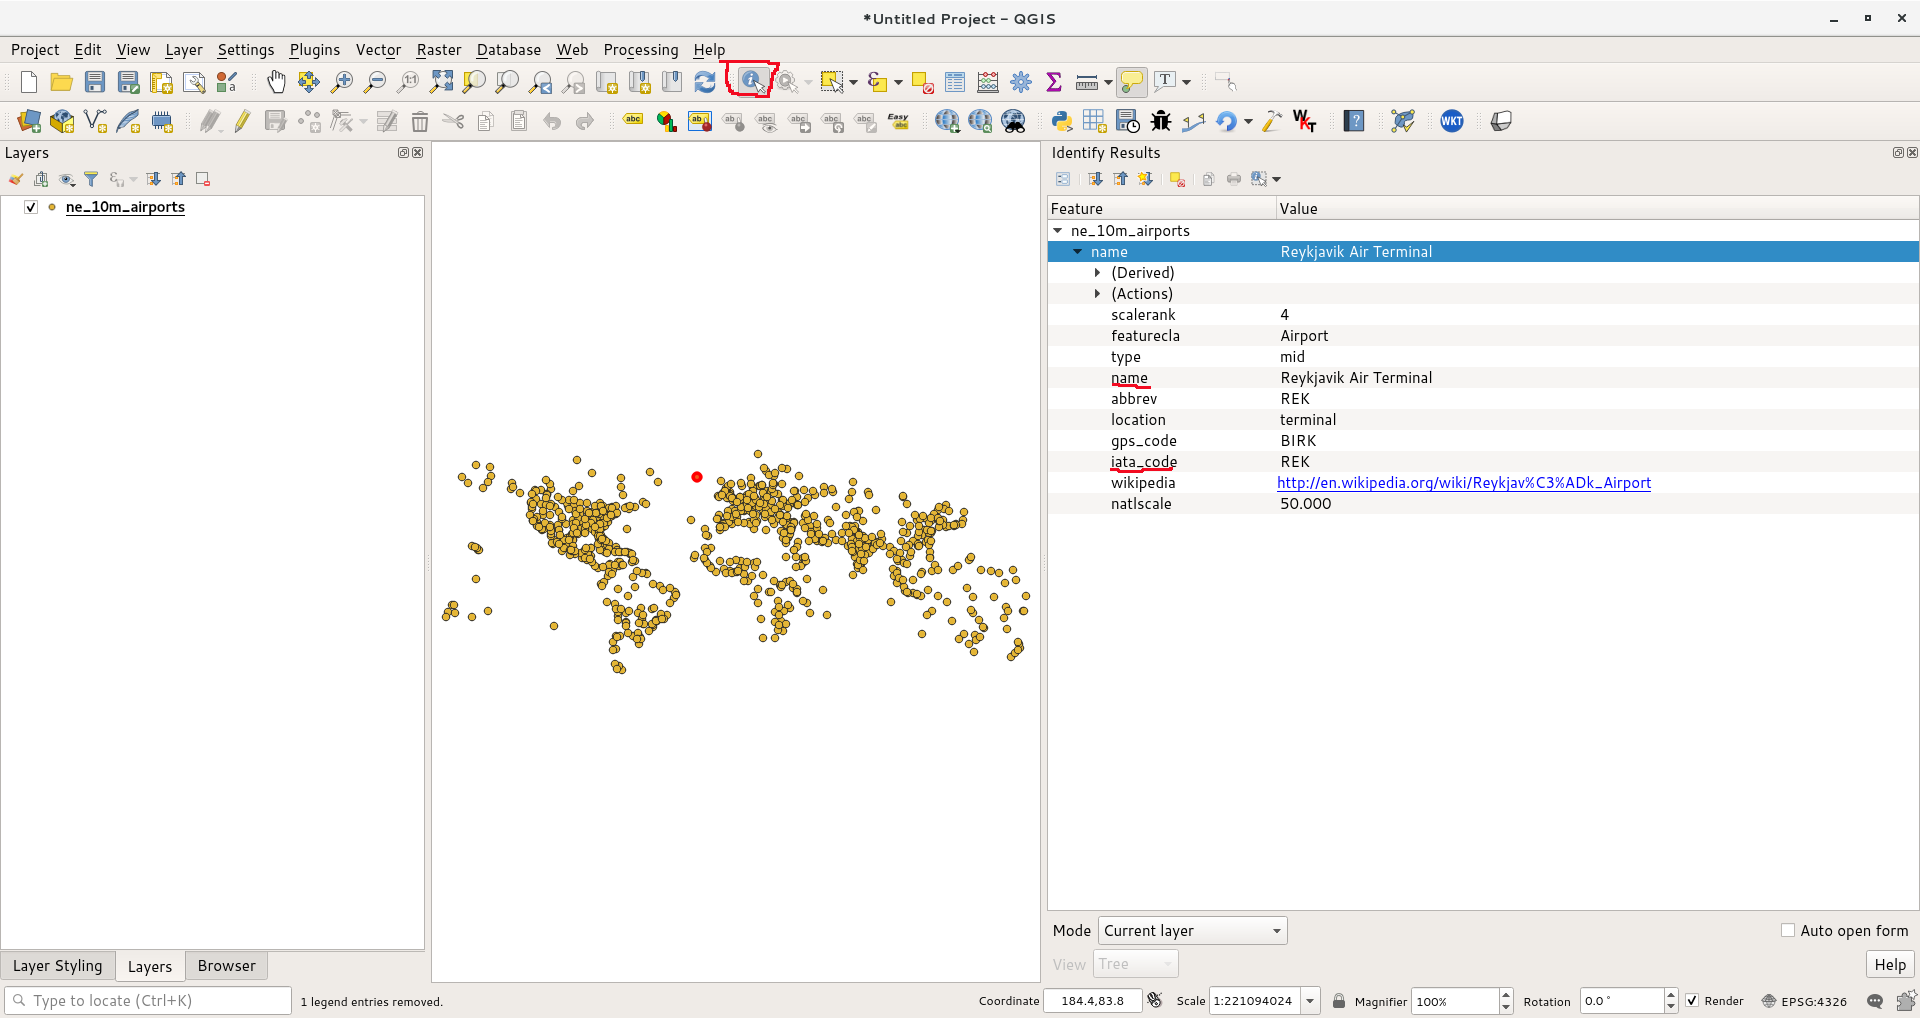 *Untitled Project - QGIS
Project Edit View Layer Settings Plugins Vector Raster Database Web Processing Help
Layers
Identify Results
ne_10m_airports
Feature Value
ne_10m_airports
name Reykjavik Air Terminal
(Derived)
(Actions)
scalerank 4
featurecla Airport
type mid
name Reykjavik Air Terminal
abbrev REK
location terminal
gps_code BIRK
iata_code REK
wikipedia http://en.wikipedia.org/wiki/Reykjav%C3%ADk_Airport
natlscale 50.000
Mode Current layer Auto open form
View Tree Help
Layer Styling Layers Browser
Type to locate (Ctrl+K) 1 legend entries removed. Coordinate 184.4,83.8 Scale 1:221094024 Magnifier 100% Rotation 0.0 ° Render EPSG:4326